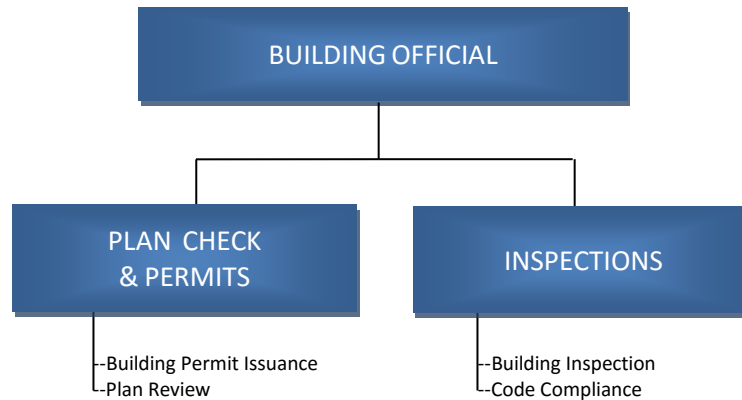 BUILDING OFFICIAL
PLAN CHECK
& PERMITS
INSPECTIONS
--Building Permit Issuance
--Plan Review
--Building Inspection
--Code Compliance